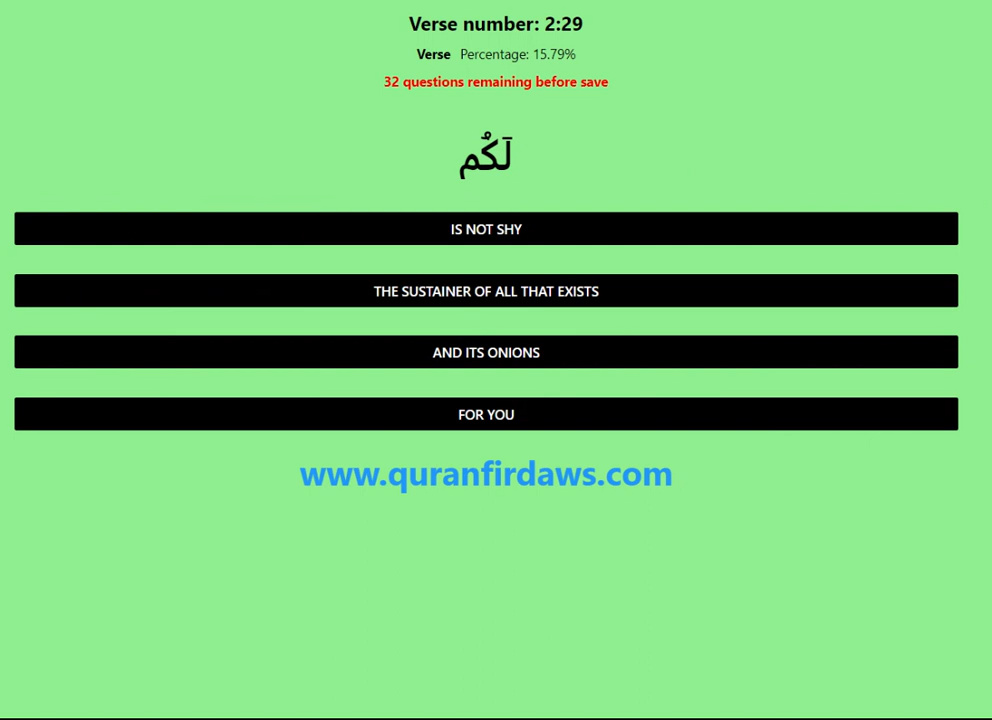 Verse number: 2:29
Verse Percentage: 15.79%
32 questions remaining before save
لَكُم
IS NOT SHY
THE SUSTAINER OF ALL THAT EXISTS
AND ITS ONIONS
FOR YOU
www.quranfirdaws.com